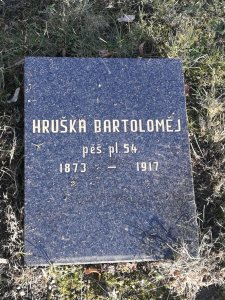 HRUŠKA BARTOLOMĚJ
pěš pl. 54
1873 – 1917